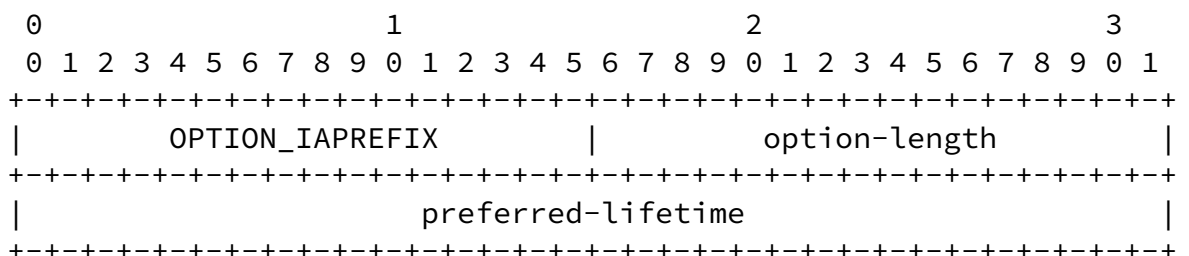 0                   1                   2                   3
 0 1 2 3 4 5 6 7 8 9 0 1 2 3 4 5 6 7 8 9 0 1 2 3 4 5 6 7 8 9 0 1
+-+-+-+-+-+-+-+-+-+-+-+-+-+-+-+-+-+-+-+-+-+-+-+-+-+-+-+-+-+-+-+-+
|        OPTION_IAPREFIX        |         option-length         |
+-+-+-+-+-+-+-+-+-+-+-+-+-+-+-+-+-+-+-+-+-+-+-+-+-+-+-+-+-+-+-+-+
|                      preferred-lifetime                       |
+-+-+-+-+-+-+-+-+-+-+-+-+-+-+-+-+-+-+-+-+-+-+-+-+-+-+-+-+-+-+-+-+